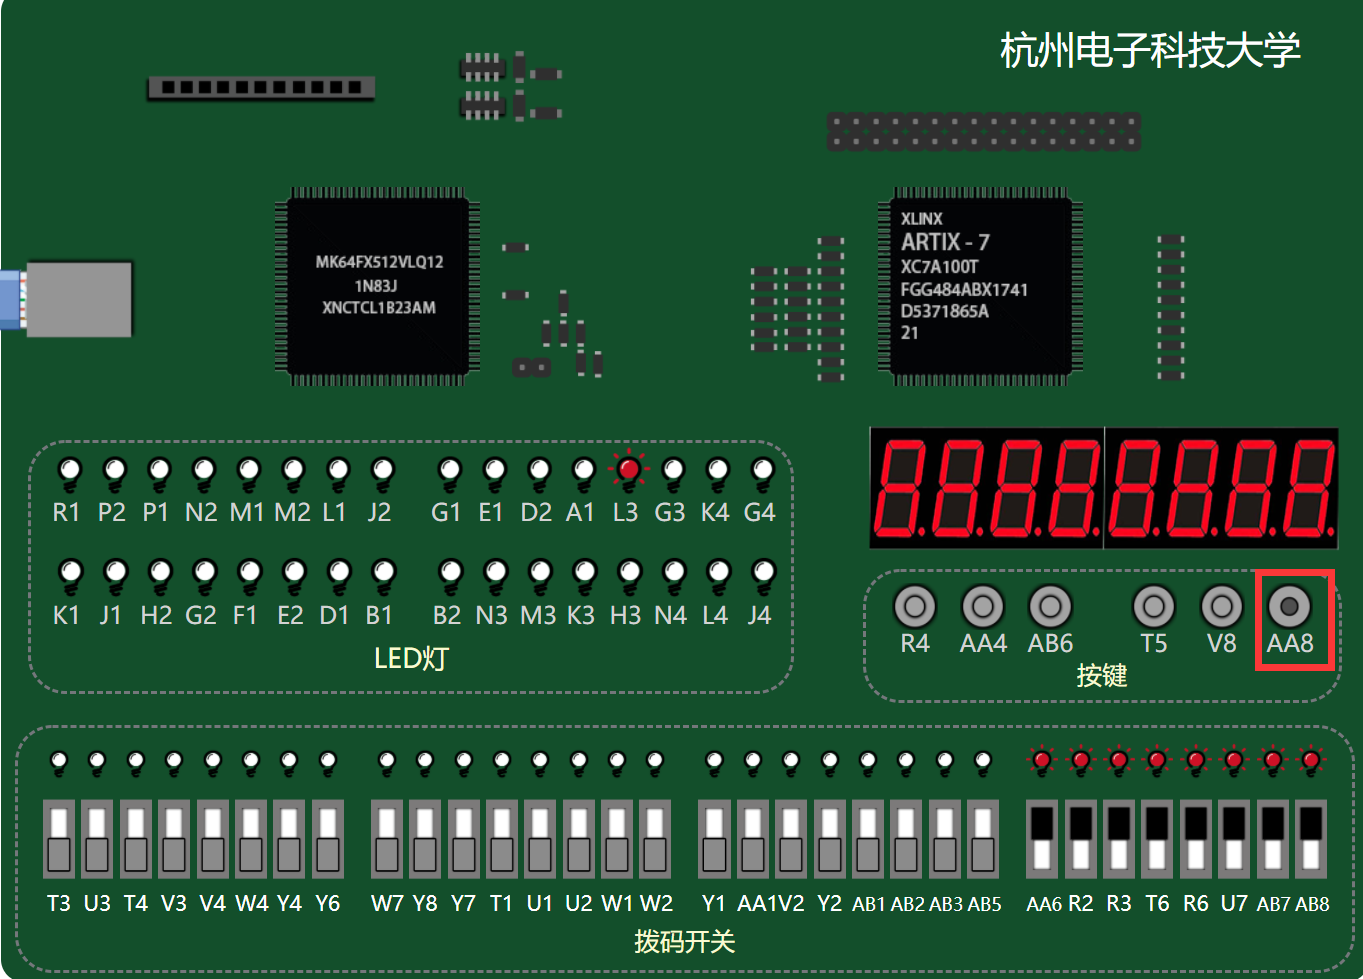 杭州电子科技大学
MK64FX512VLQ12
1N83J
XNCTCL1B23AM
XLINX
ARTIX - 7
XC7A100T
FGG484ABX1741
D5371865A
21
R1 P2 P1 N2 M1 M2 L1 J2 G1 E1 D2 A1 L3 G3 K4 G4
K1 J1 H2 G2 F1 E2 D1 B1 B2 N3 M3 K3 H3 N4 L4 J4
LED灯
R4 AA4 AB6 T5 V8 AA8
按键
T3 U3 T4 V3 V4 W4 Y4 Y6 W7 Y8 Y7 T1 U1 U2 W1 W2 Y1 AA1 V2 Y2 AB1 AB2 AB3 AB5 AA6 R2 R3 T6 R6 U7 AB7 AB8
拨码开关